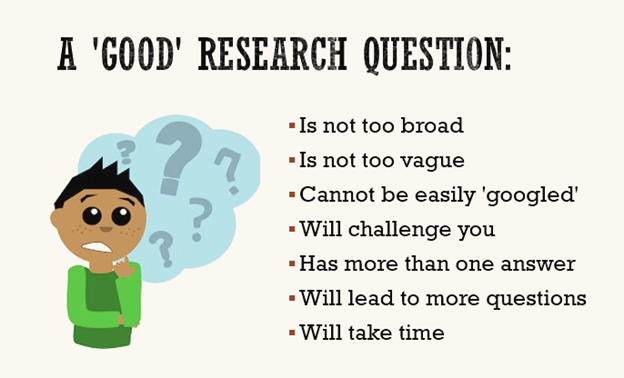 A 'GOOD' RESEARCH QUESTION:
▪ Is not too broad
▪ Is not too vague
▪ Cannot be easily 'googled'
▪ Will challenge you
▪ Has more than one answer
▪ Will lead to more questions
▪ Will take time
? ? ? ? ?